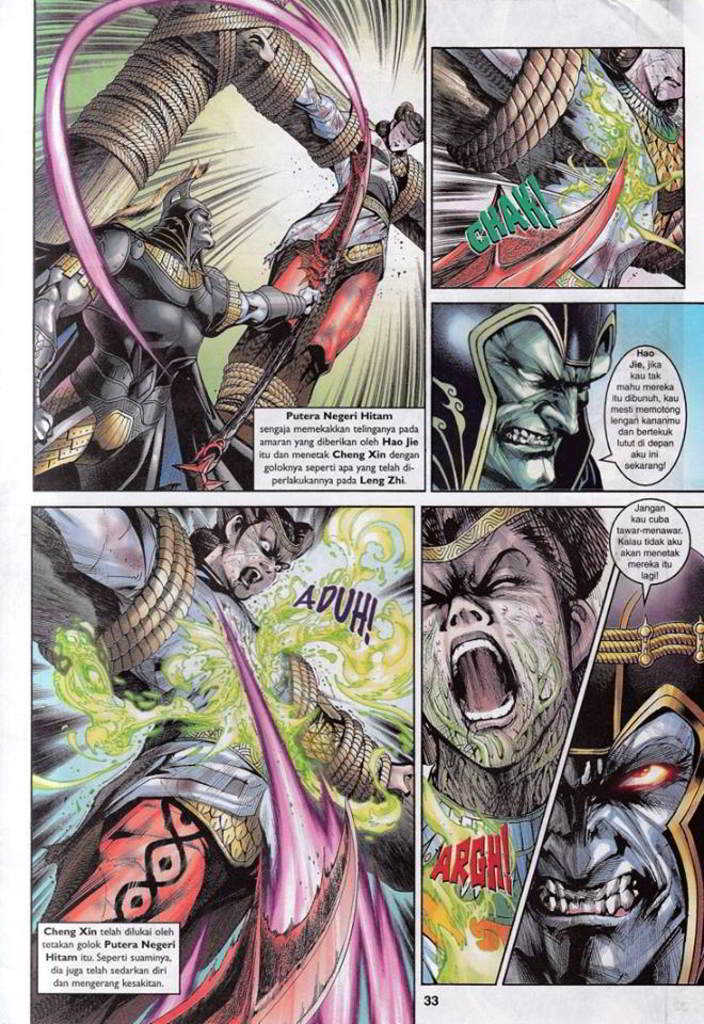 Putera Negeri Hitam
sengaja memekakkan telinganya pada
amaran yang diberikan oleh Hao Jie
itu dan menetak Cheng Xin dengan
goloknya seperti apa yang telah di-
perlakukannya pada Leng Zhi.
CHAK!
Hao
Jie, jika
kau tak
mahu mereka
itu dibunuh, kau
mesti memotong
lengan kananmu
dan bertekuk
lutut di depan
aku ini
sekarang!
ADUH!
Cheng Xin telah dilukai oleh
tetakan golok Putera Negeri
Hitam itu. Seperti suaminya,
dia juga telah sedarkan diri
dan mengerang kesakitan.
ARGH!
Jangan
kau cuba
tawar-menawar.
Kalau tidak aku
akan menetak
mereka itu
lagi!
33